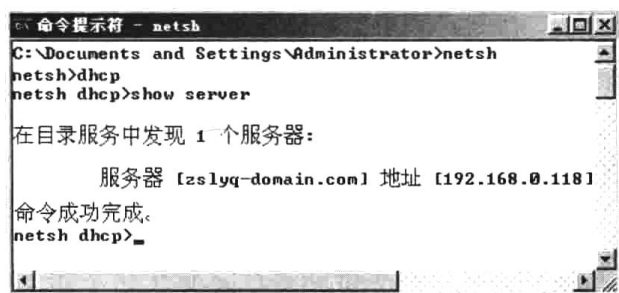 命令提示符 - netsh
C:\Documents and Settings\Administrator>netsh
netsh>dhcp
netsh dhcp>show server
在目录服务中发现 1 个服务器:
服务器 [zslyq-domain.com] 地址 [192.168.0.118]
命令成功完成。
netsh dhcp>_